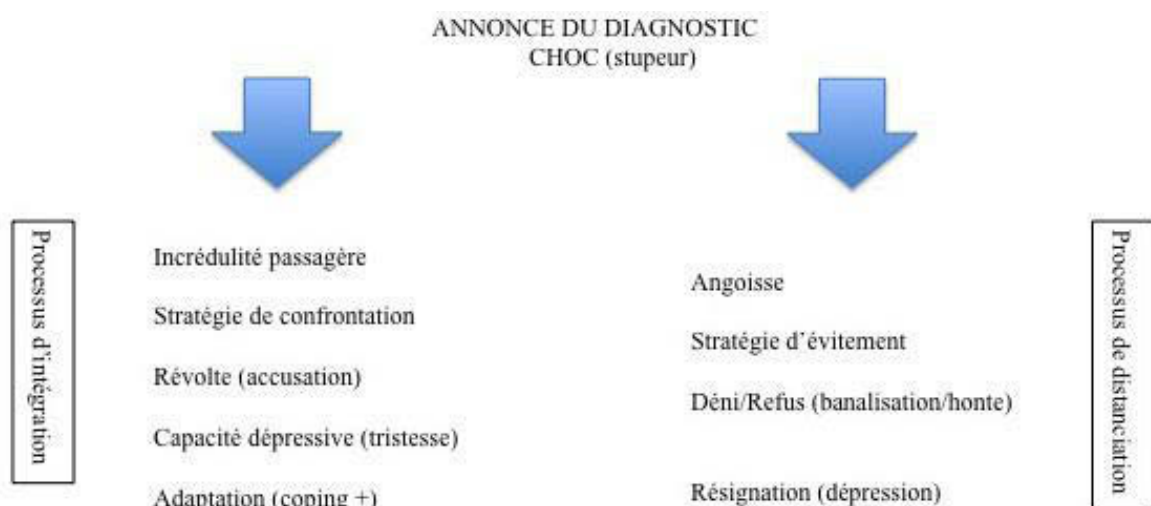 ANNONCE DU DIAGNOSTIC
CHOC (stupeur)
Processus d'intégration
Incrédulité passagère
Stratégie de confrontation
Révolte (accusation)
Capacité dépressive (tristesse)
Adaptation (coping +)
Angoisse
Stratégie d'évitement
Déni/Refus (banalisation/honte)
Résignation (dépression)
Processus de distanciation